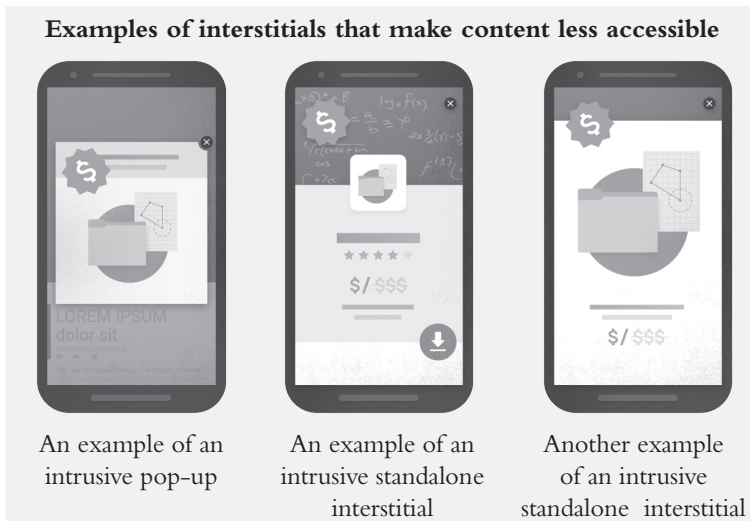 Examples of interstitials that make content less accessible
LOREM IPSUM
dolor sit
An example of an
intrusive pop-up
log_e f(x)
$/$$$
An example of an
intrusive standalone
interstitial
$/$$$
Another example
of an intrusive
standalone interstitial